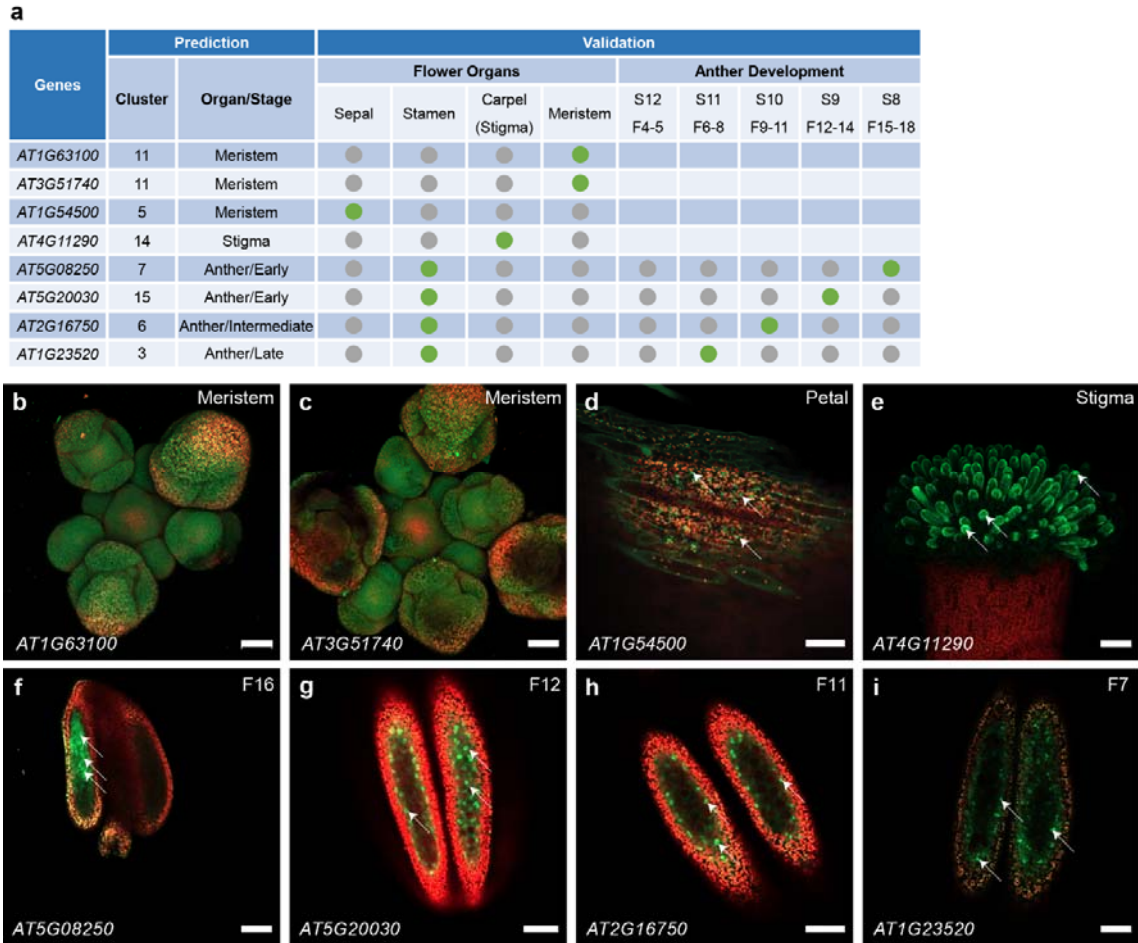 a
Genes Prediction Validation
Cluster Organ/Stage Flower Organs Anther Development
Sepal Stamen Carpel (Stigma) Meristem S12 F4-5 S11 F6-8 S10 F9-11 S9 F12-14 S8 F15-18
AT1G63100 11 Meristem
AT3G51740 11 Meristem
AT1G54500 5 Meristem
AT4G11290 14 Stigma
AT5G08250 7 Anther/Early
AT5G20030 15 Anther/Early
AT2G16750 6 Anther/Intermediate
AT1G23520 3 Anther/Late
b Meristem
AT1G63100
c Meristem
AT3G51740
d Petal
AT1G54500
e Stigma
AT4G11290
f F16
AT5G08250
g F12
AT5G20030
h F11
AT2G16750
i F7
AT1G23520